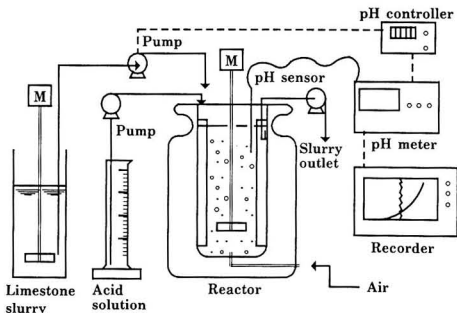 pH controller
Pump
M
pH sensor
M
Pump
Slurry
outlet
pH meter
Recorder
Limestone
slurry
Acid
solution
Reactor
Air